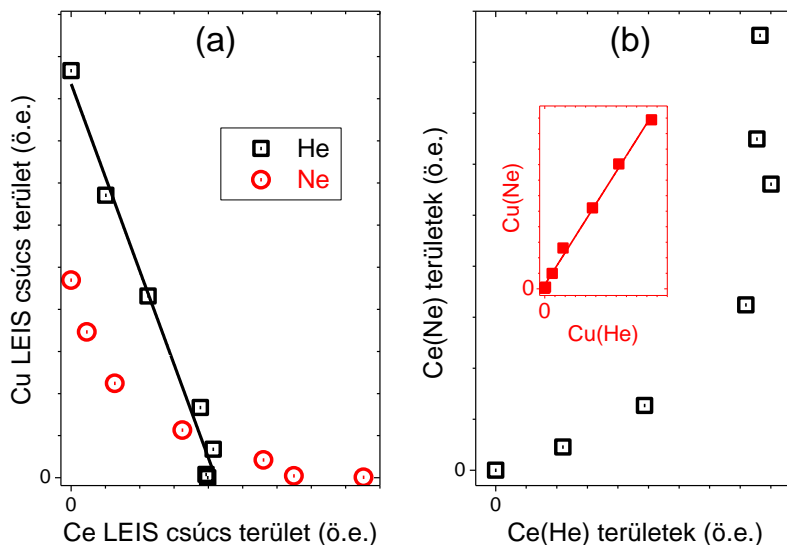 (a)
Cu LEIS csúcs terület (ö.e.)
He
Ne
0
0
Ce LEIS csúcs terület (ö.e.)
(b)
Ce(Ne) területek (ö.e.)
Cu(Ne)
0
0
Cu(He)
0
0
Ce(He) területek (ö.e.)